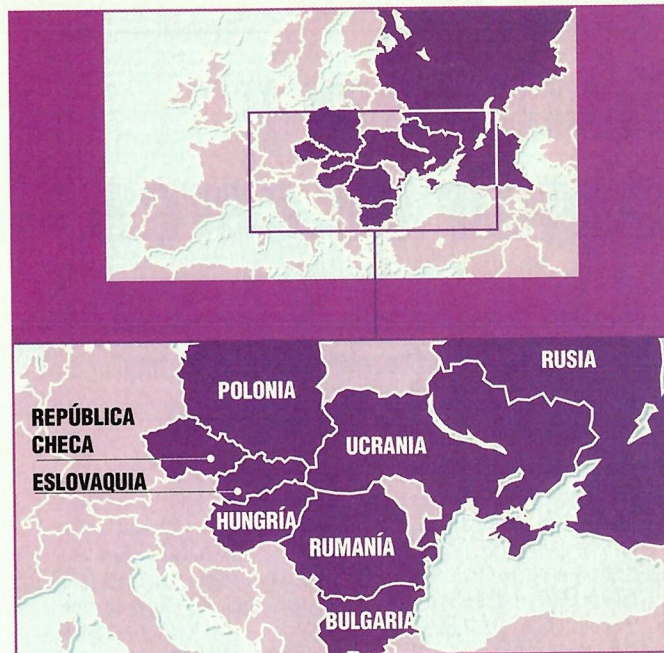 RUSIA
POLONIA
REPÚBLICA
CHECA
UCRANIA
ESLOVAQUIA
HUNGRÍA
RUMANÍA
BULGARIA